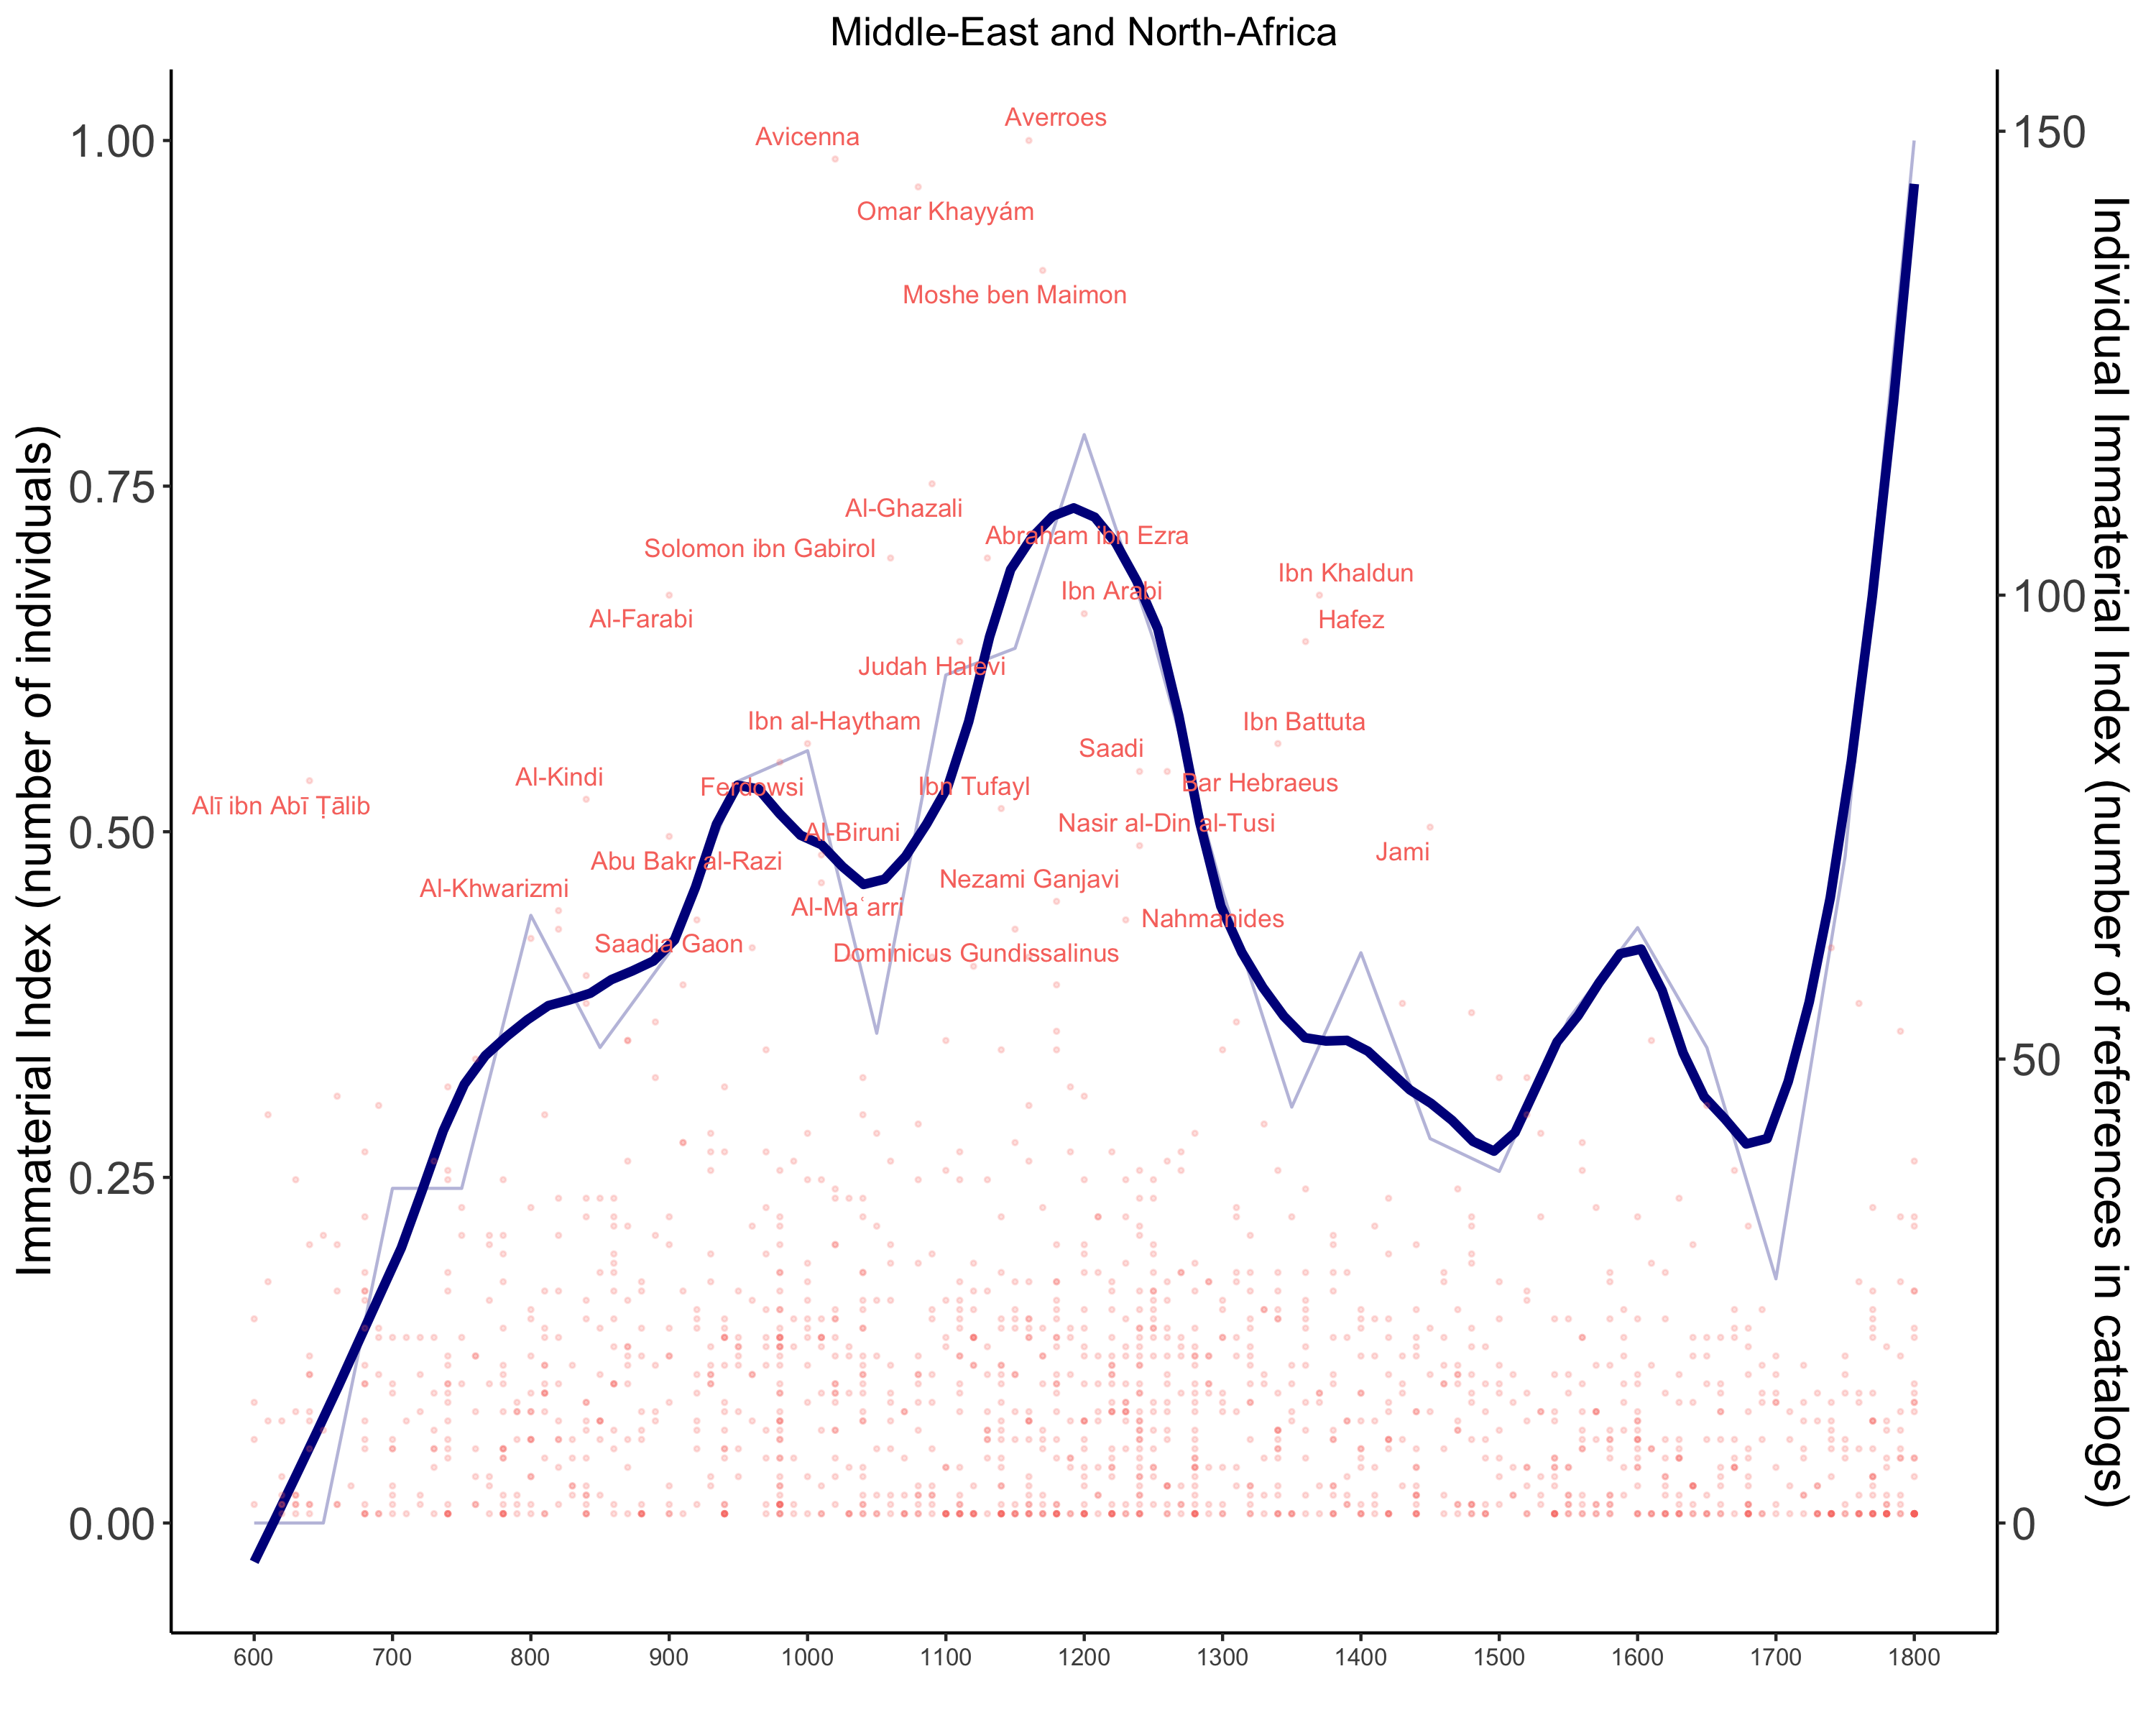 Middle-East and North-Africa
Immaterial Index (number of individuals)
1.00
0.75
0.50
0.25
0.00
Averroes
Avicenna
Omar Khayyám
Moshe ben Maimon
Al-Ghazali
Abraham ibn Ezra
Solomon ibn Gabirol
Ibn Khaldun
Ibn Arabi
Al-Farabi
Hafez
Judah Halevi
Ibn al-Haytham
Ibn Battuta
Saadi
Al-Kindi
Ferdowsi
Ibn Tufayl
Bar Hebraeus
Alī ibn Abī Ṭālib
Al-Biruni
Nasir al-Din al-Tusi
Abu Bakr al-Razi
Jami
Al-Khwarizmi
Nezami Ganjavi
Al-Maʿarri
Nahmanides
Saadia Gaon
Dominicus Gundissalinus
150
100
50
0
Individual Immaterial Index (number of references in catalogs)
600 700 800 900 1000 1100 1200 1300 1400 1500 1600 1700 1800